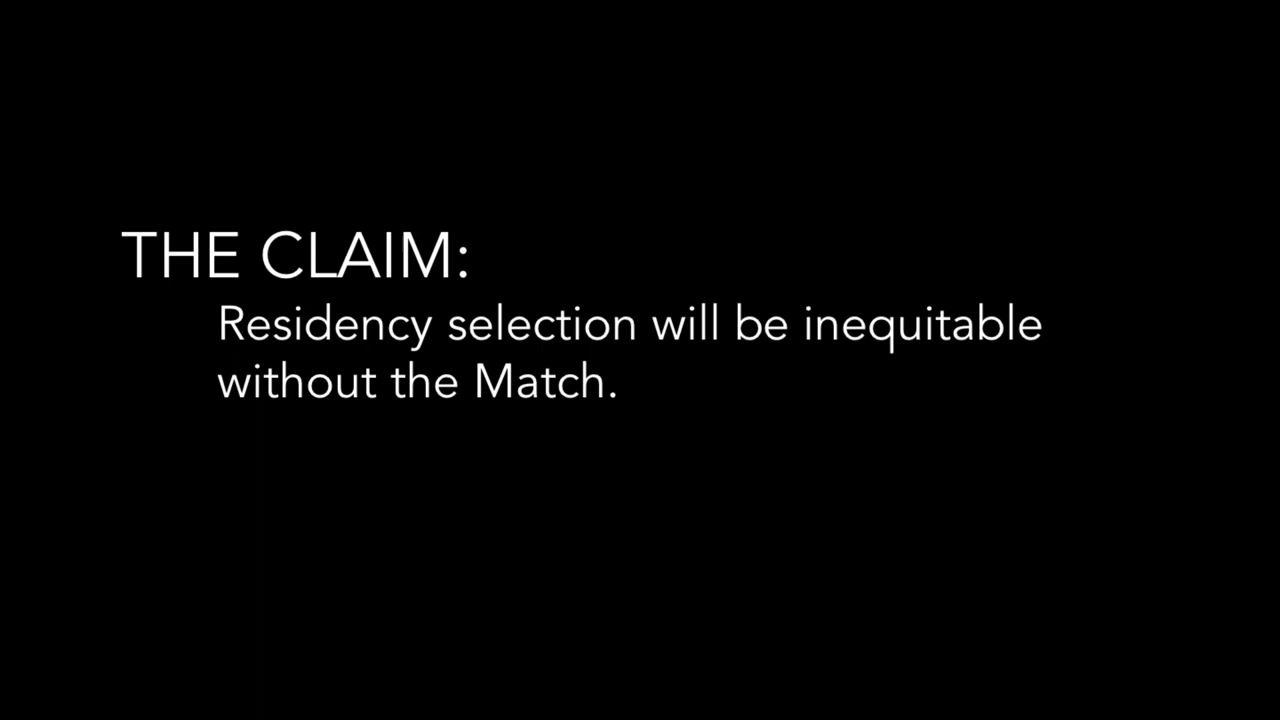 THE CLAIM:
Residency selection will be inequitable
without the Match.